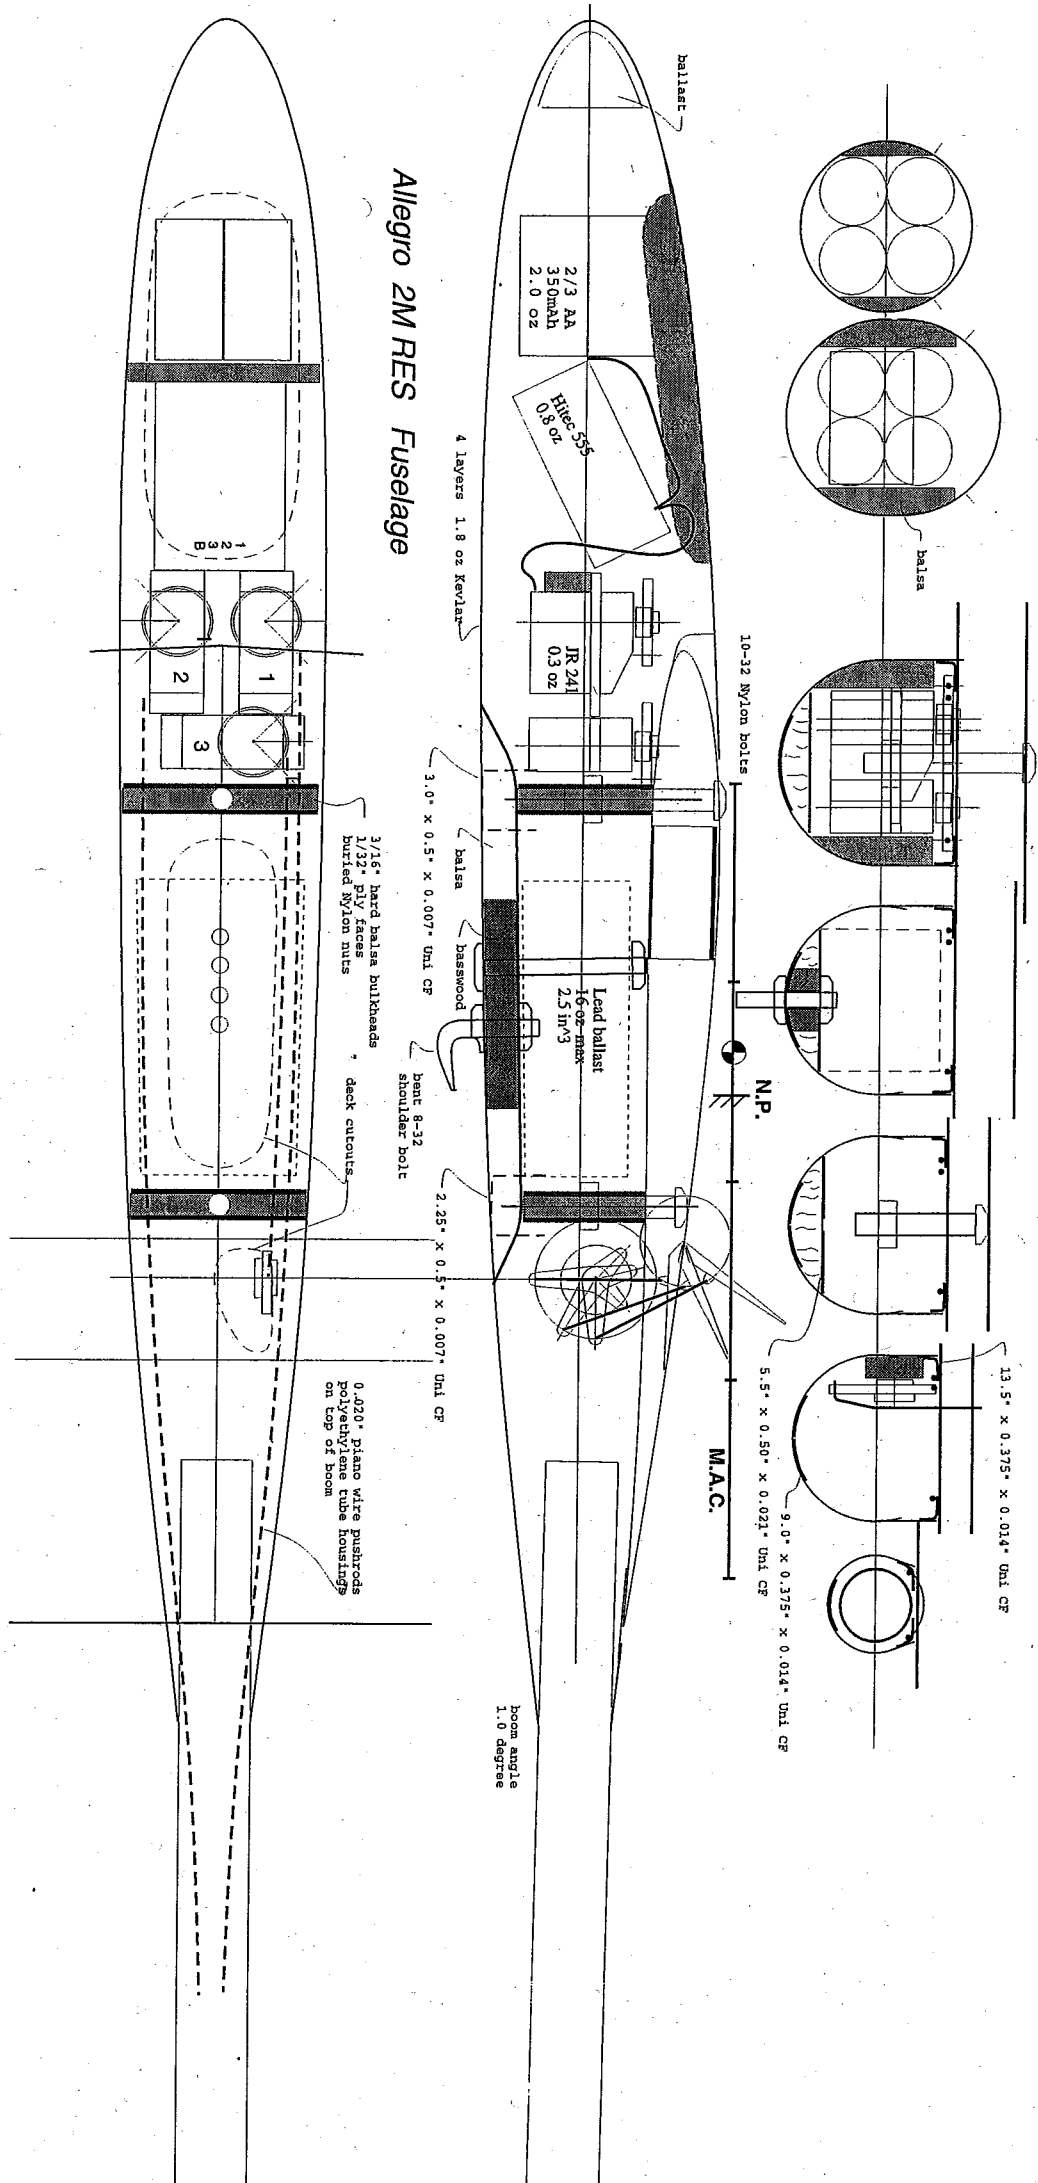 Allegro 2M RES Fuselage
ballast
2/3 AA
350mAh
2.0 oz
Hitec 555
0.8 oz
4 layers 1.8 oz Kevlar
JR 241
0.3 oz
balsa
10-32 Nylon bolts
1
2
3
B
1
2
3
3.0" x 0.5" x 0.007" Uni CF
balsa
basswood
3/16" hard balsa bulkheads
1/32" ply faces
buried Nylon nuts
Lead ballast
16 oz max
2.5 in^3
bent 8-32
shoulder bolt
deck cutouts
N.P.
M.A.C.
2.25" x 0.5" x 0.007" Uni CF
0.020" piano wire pushrods
polyethylene tube housings
on top of boom
5.5" x 0.50" x 0.021" Uni CF
9.0" x 0.375" x 0.014" Uni CF
13.5" x 0.375" x 0.014" Uni CF
boom angle
1.0 degree